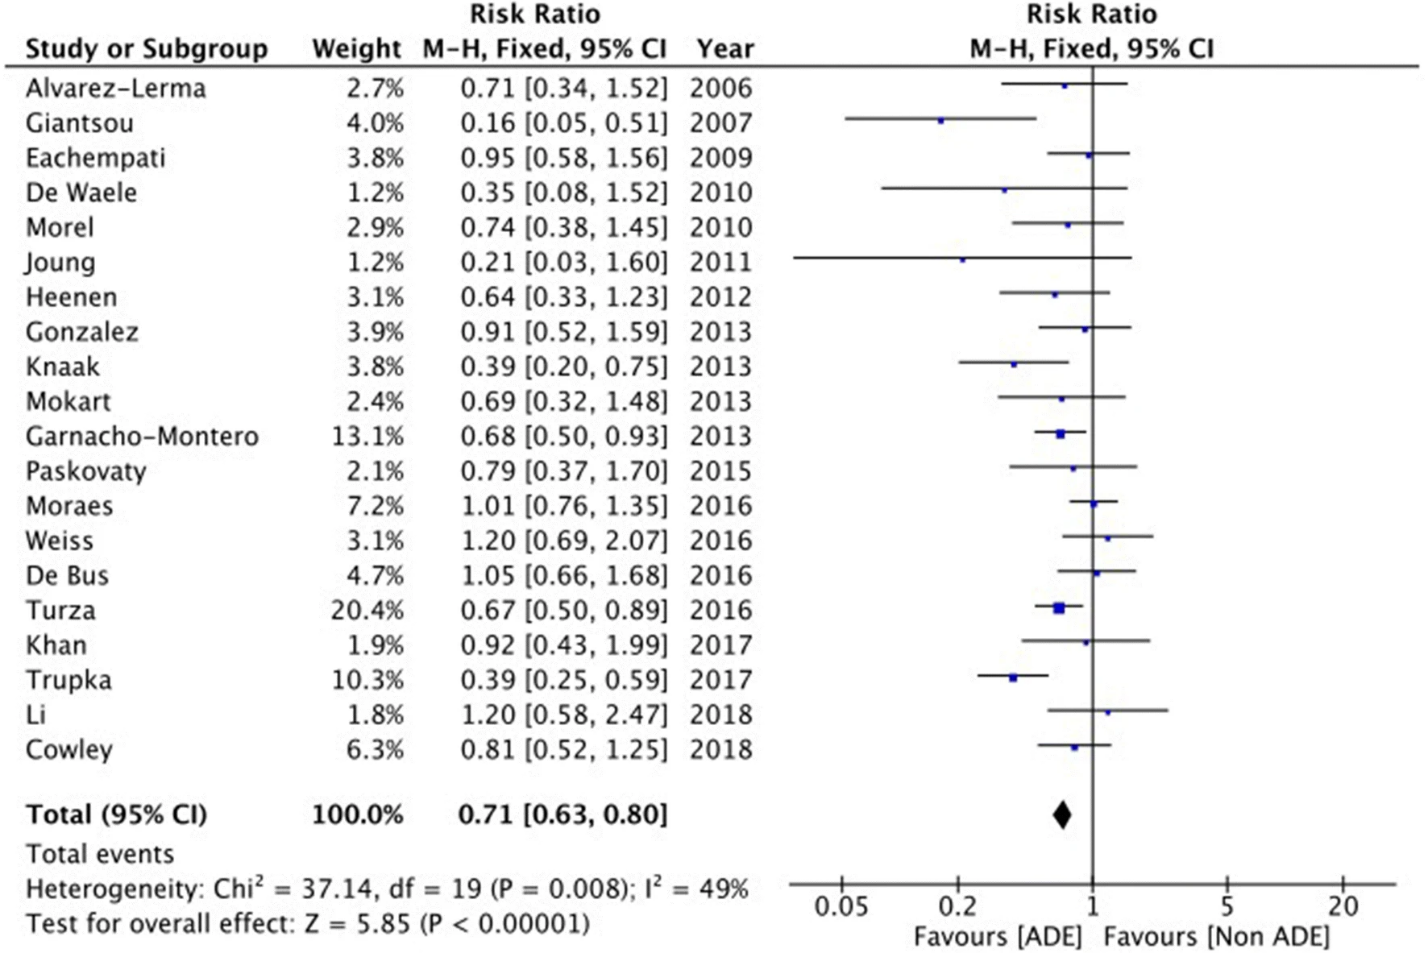 Risk Ratio Risk Ratio
Study or Subgroup Weight M-H, Fixed, 95% CI Year M-H, Fixed, 95% CI
Alvarez-Lerma 2.7% 0.71 [0.34, 1.52] 2006
Giantsou 4.0% 0.16 [0.05, 0.51] 2007
Eachempati 3.8% 0.95 [0.58, 1.56] 2009
De Waele 1.2% 0.35 [0.08, 1.52] 2010
Morel 2.9% 0.74 [0.38, 1.45] 2010
Joung 1.2% 0.21 [0.03, 1.60] 2011
Heenen 3.1% 0.64 [0.33, 1.23] 2012
Gonzalez 3.9% 0.91 [0.52, 1.59] 2013
Knaak 3.8% 0.39 [0.20, 0.75] 2013
Mokart 2.4% 0.69 [0.32, 1.48] 2013
Garnacho-Montero 13.1% 0.68 [0.50, 0.93] 2013
Paskovaty 2.1% 0.79 [0.37, 1.70] 2015
Moraes 7.2% 1.01 [0.76, 1.35] 2016
Weiss 3.1% 1.20 [0.69, 2.07] 2016
De Bus 4.7% 1.05 [0.66, 1.68] 2016
Turza 20.4% 0.67 [0.50, 0.89] 2016
Khan 1.9% 0.92 [0.43, 1.99] 2017
Trupka 10.3% 0.39 [0.25, 0.59] 2017
Li 1.8% 1.20 [0.58, 2.47] 2018
Cowley 6.3% 0.81 [0.52, 1.25] 2018
Total (95% CI) 100.0% 0.71 [0.63, 0.80]
Total events
Heterogeneity: Chi² = 37.14, df = 19 (P = 0.008); I² = 49%
Test for overall effect: Z = 5.85 (P < 0.00001)
0.05 0.2 1 5 20
Favours [ADE] Favours [Non ADE]